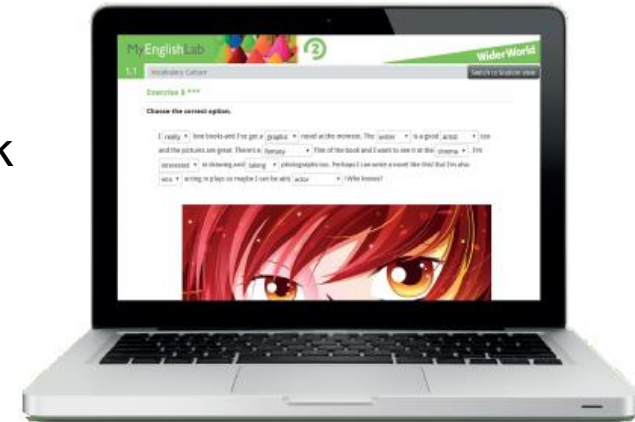 MyEnglishLab
2
Wider World
1.1 Vocabulary: Culture
Switch to Student View
Exercise 8 ***
Choose the correct option.
I really love books and I've got a graphic novel at the moment. The writer is a good artist too
and the pictures are great. There's a fantasy film of the book and I want to see it at the cinema. I'm
interested in drawing and taking photographs too. Perhaps I can write a novel like this! But I'm also
into acting in plays so maybe I can be an actor! Who knows?
k